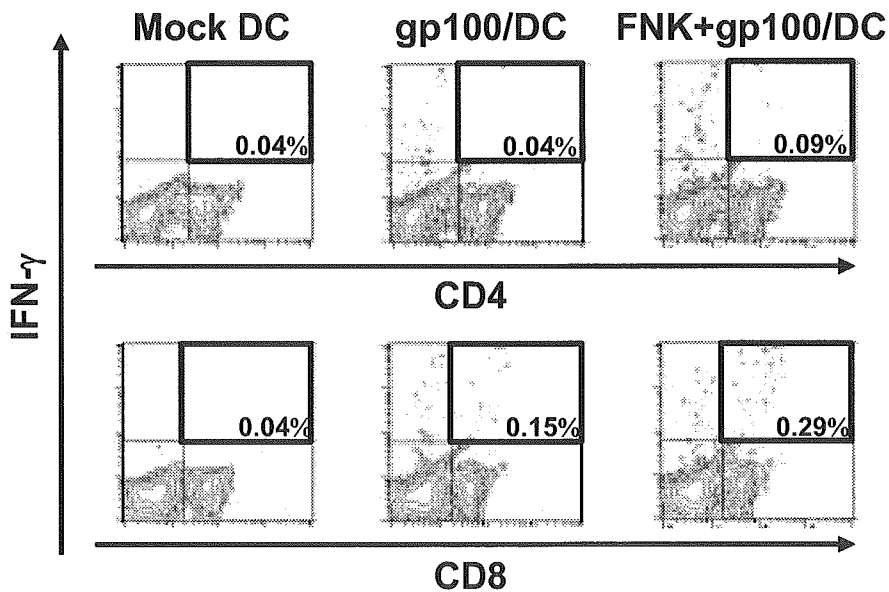 Mock DC
gp100/DC
FNK+gp100/DC
0.04%
0.04%
0.09%
CD4
IFN-γ
0.04%
0.15%
0.29%
CD8